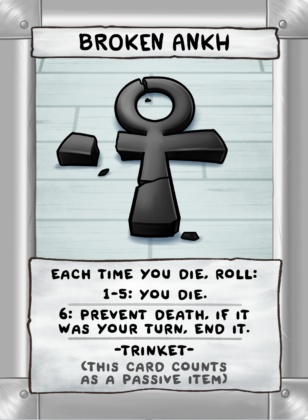 BROKEN ANKH
EACH TIME YOU DIE, ROLL:
1-5: YOU DIE.
6: PREVENT DEATH. IF IT
WAS YOUR TURN, END IT.
-TRINKET-
(THIS CARD COUNTS
AS A PASSIVE ITEM)